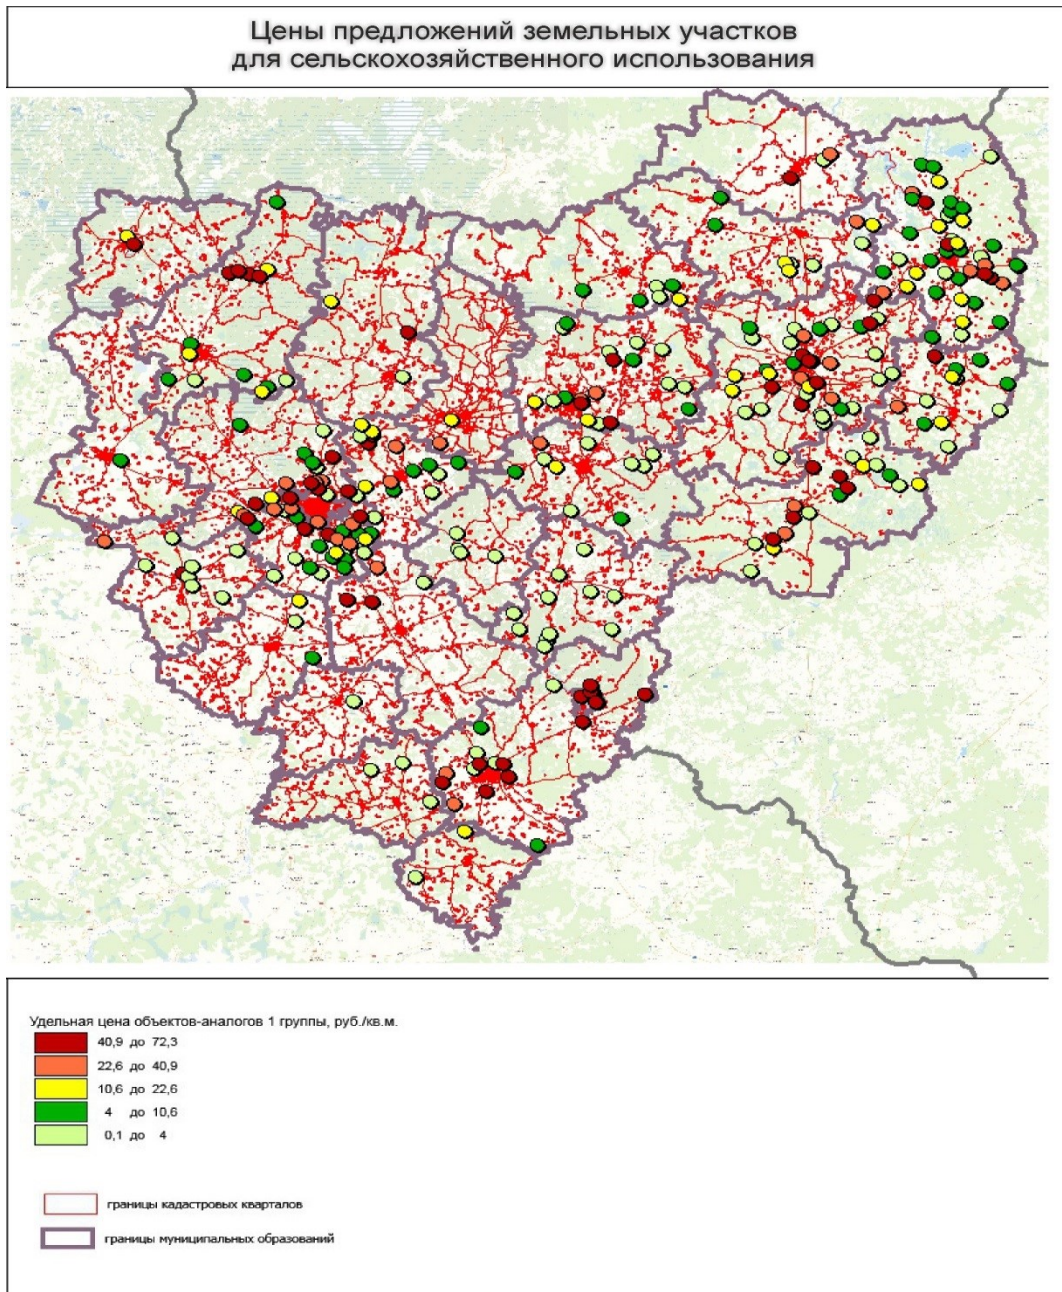 Цены предложений земельных участков
для сельскохозяйственного использования
Удельная цена объектов-аналогов 1 группы, руб./кв.м.
40,9 до 72,3
22,6 до 40,9
10,6 до 22,6
4 до 10,6
0,1 до 4
границы кадастровых кварталов
границы муниципальных образований